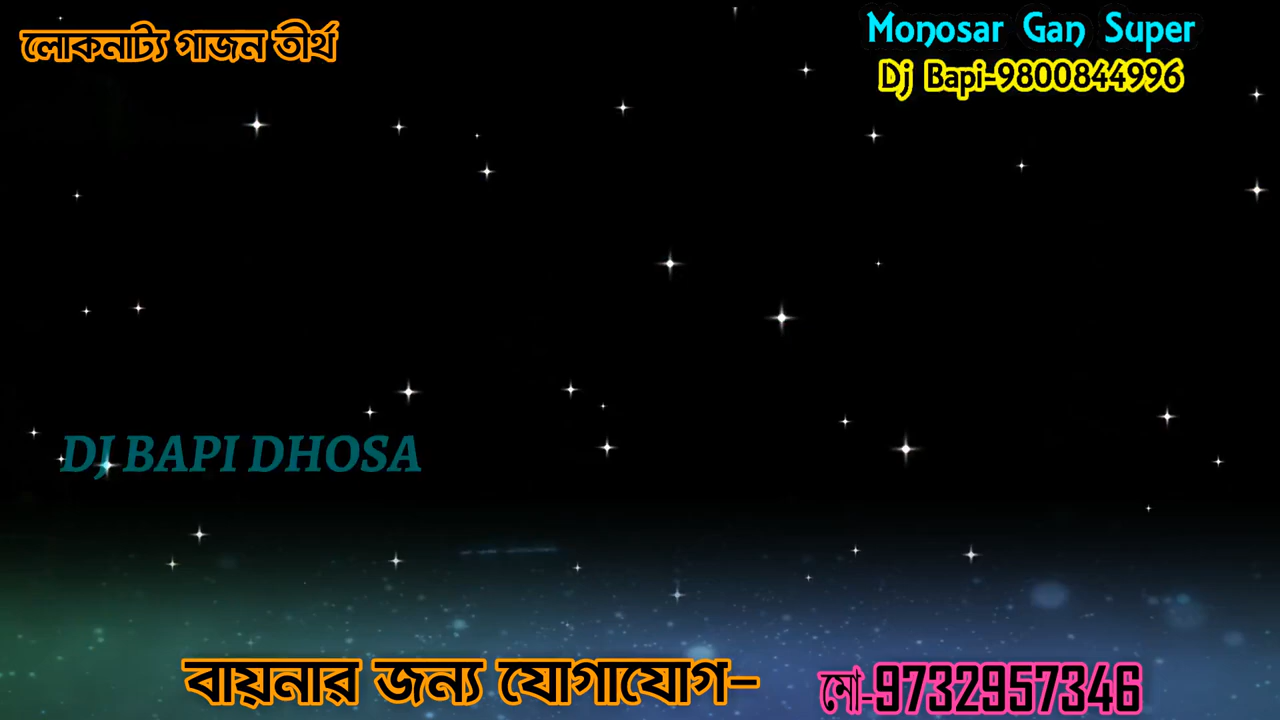 লোকনাট্য গাজন তীর্থ
Monosar Gan Super
Dj Bapi-9800844996
DJ BAPI DHOSA
বায়নার জন্য যোগাযোগ-
মো-9732957346